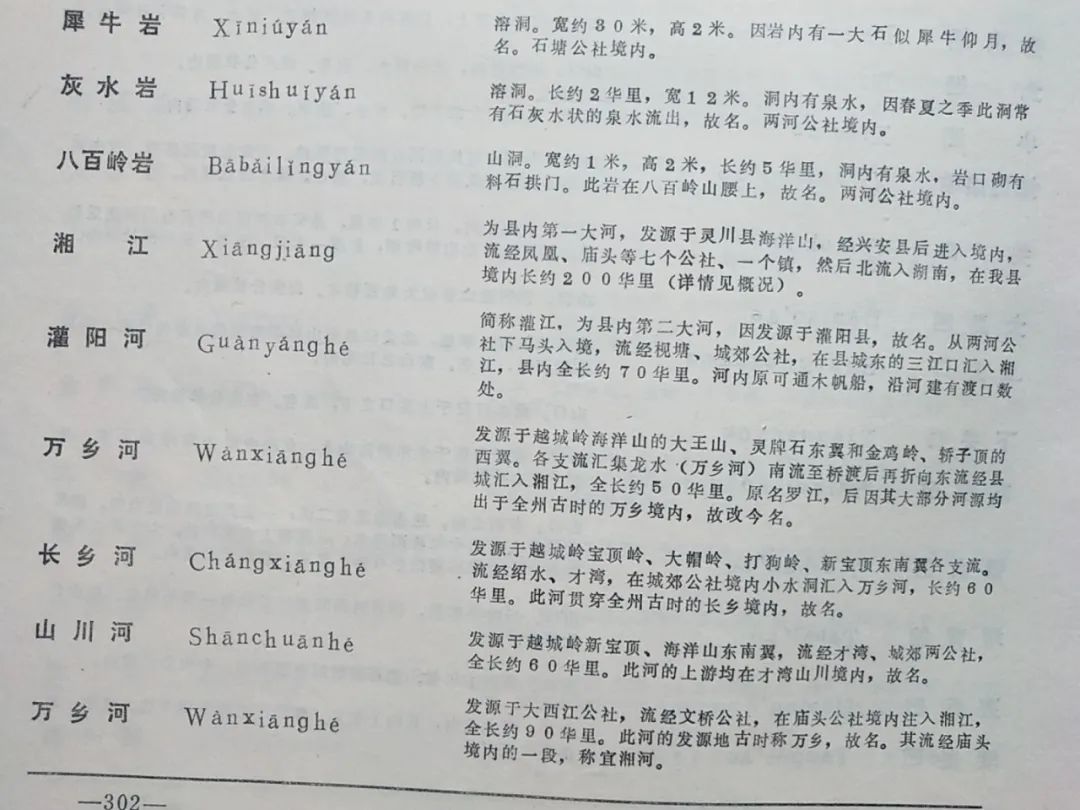 犀牛岩 Xīniúyán 溶洞。宽约30米，高2米。因岩内有一大石似犀牛仰月，故
名。石塘公社境内。
灰水岩 Huīshuǐyán 溶洞。长约2华里，宽12米。洞内有泉水，因春夏之季此洞常
有石灰水状的泉水流出，故名。两河公社境内。
八百岭岩 Bābǎilǐngyán 山洞。宽约1米，高2米，长约5华里，洞内有泉水，岩口砌有
料石拱门。此岩在八百岭山腰上，故名。两河公社境内。
湘江 Xiāngjiāng 为县内第一大河，发源于灵川县海洋山，经兴安县后进入境内，
流经凤凰、庙头等七个公社、一个镇，然后北流入湖南，在我县
境内长约200华里（详情见概况）。
灌阳河 Guànyánghé 简称灌江，为县内第二大河，因发源于灌阳县，故名。从两河公
社下马头入境，流经枧塘、城郊公社，在县城东的三江口汇入湘
江，县内全长约70华里。河内原可通木帆船，沿河建有渡口数
处。
万乡河 Wànxiānghé 发源于越城岭海洋山的大王山、灵牌石东翼和金鸡岭、轿子顶的
西翼。各支流汇集龙水（万乡河）南流至桥渡后再折向东流经县
城汇入湘江，全长约50华里。原名罗江，后因其大部分河源均
出于全州古时的万乡境内，故改今名。
长乡河 Chángxiānghé 发源于越城岭宝顶岭、大帽岭、打狗岭、新宝顶东南翼各支流。
流经绍水、才湾，在城郊公社境内小水洞汇入万乡河，长约60
华里。此河贯穿全州古时的长乡境内，故名。
山川河 Shānchuānhé 发源于越城岭新宝顶、海洋山东南翼，流经才湾、城郊两公社，
全长约60华里。此河的上游均在才湾山川境内，故名。
万乡河 Wànxiānghé 发源于大西江公社，流经文桥公社，在庙头公社境内注入湘江，
全长约90华里。此河的发源地古时称万乡，故名。其流经庙头
境内的一段，称宜湘河。
—302—